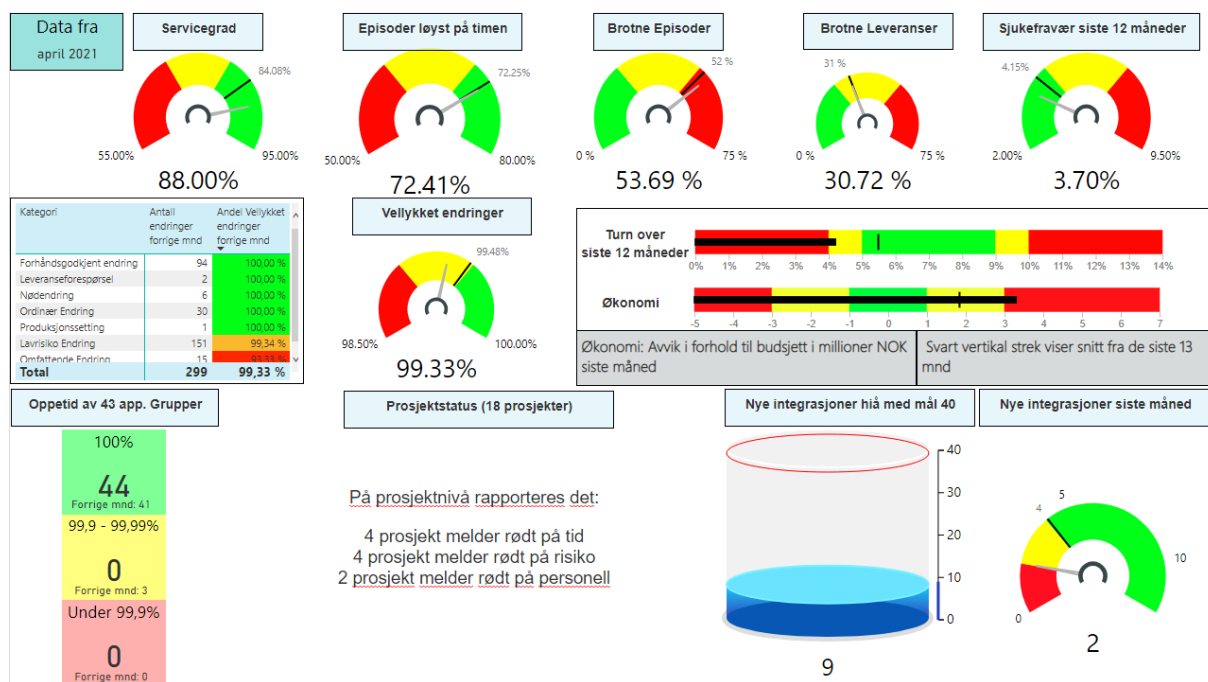 Data fra
april 2021
Servicegrad
84.08%
55.00%
95.00%
88.00%
Episoder løyst på timen
72.25%
50.00%
80.00%
72.41%
Brotne Episoder
52 %
0 %
75 %
53.69 %
Brotne Leveranser
31 %
0 %
75 %
30.72 %
Sjukefravær siste 12 måneder
4.15%
2.00%
9.50%
3.70%
Kategori Antall endringer forrige mnd Andel Vellykket endringer forrige mnd
Forhåndsgodkjent endring 94 100,00 %
Leveranseforespørsel 2 100,00 %
Nødendring 6 100,00 %
Ordinær Endring 30 100,00 %
Produksjonssetting 1 100,00 %
Lavrisiko Endring 151 99,34 %
Omfattende Endring 15 93,33 %
Total 299 99,33 %
Vellykket endringer
99.48%
98.50%
100.00%
99.33%
Turn over
siste 12 måneder
0% 1% 2% 3% 4% 5% 6% 7% 8% 9% 10% 11% 12% 13% 14%
Økonomi
-5 -4 -3 -2 -1 0 1 2 3 4 5 6 7
Økonomi: Avvik i forhold til budsjett i millioner NOK
siste måned
Svart vertikal strek viser snitt fra de siste 13
mnd
Oppetid av 43 app. Grupper
100%
44
Forrige mnd: 41
99,9 - 99,99%
0
Forrige mnd: 3
Under 99,9%
0
Forrige mnd: 0
Prosjektstatus (18 prosjekter)
På prosjektnivå rapporteres det:
4 prosjekt melder rødt på tid
4 prosjekt melder rødt på risiko
2 prosjekt melder rødt på personell
Nye integrasjoner hiå med mål 40
40
30
20
10
0
9
Nye integrasjoner siste måned
4
5
10
0
2